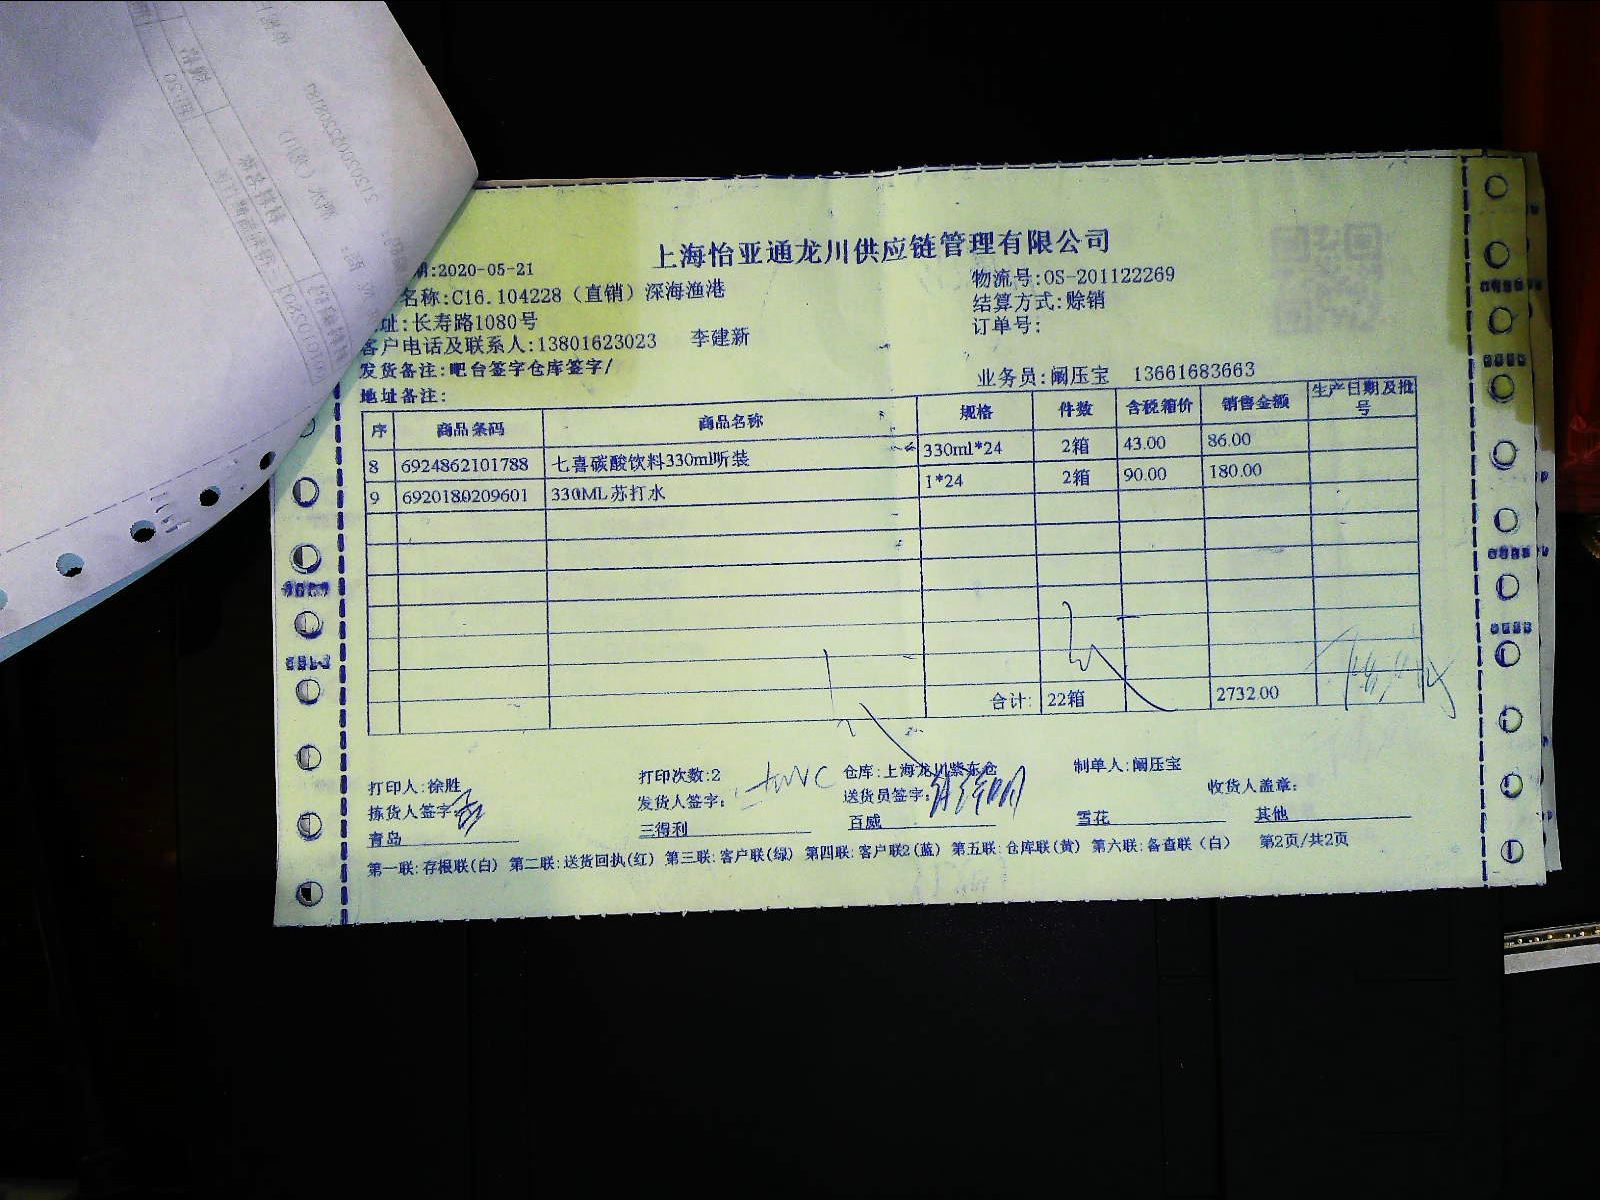 上海怡亚通龙川供应链管理有限公司
:2020-05-21
物流号:OS-201122269
名称:C16.104228（直销）深海渔港
结算方式:赊销
址:长寿路1080号
订单号:
客户电话及联系人:13801623023 李建新
发货备注:吧台签字仓库签字/
业务员:阚压宝 13661683663
地址备注:
序 商品条码 商品名称 规格 件数 含税箱价 销售金额 生产日期及批号
8 6924862101788 七喜碳酸饮料330ml听装 330ml*24 2箱 43.00 86.00
9 6920180209601 330ML苏打水 1*24 2箱 90.00 180.00
合计: 22箱 2732.00
打印人:徐胜 打印次数:2 仓库:上海龙川紫东仓 制单人:阚压宝
拣货人签字: 发货人签字: 送货员签字: 收货人盖章:
青岛 三得利 百威 雪花 其他
第一联:存根联(白) 第二联:送货回执(红) 第三联:客户联(绿) 第四联:客户联2(蓝) 第五联:仓库联(黄) 第六联:备查联(白) 第2页/共2页